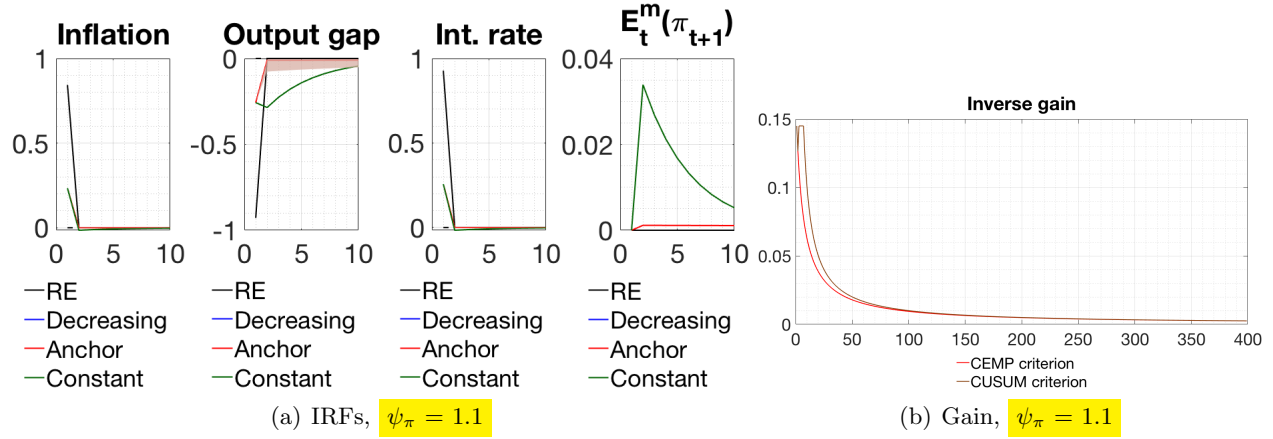 Inflation
1
0.5
0
0 5 10
RE
Decreasing
Anchor
Constant
Output gap
0
-0.5
-1
0 5 10
RE
Decreasing
Anchor
Constant
Int. rate
1
0.5
0
0 5 10
RE
Decreasing
Anchor
Constant
E_t^m(π_{t+1})
0.04
0.02
0
0 5 10
RE
Decreasing
Anchor
Constant
(a) IRFs, ψ_π = 1.1
Inverse gain
0.15
0.1
0.05
0
0 50 100 150 200 250 300 350 400
CEMP criterion
CUSUM criterion
(b) Gain, ψ_π = 1.1